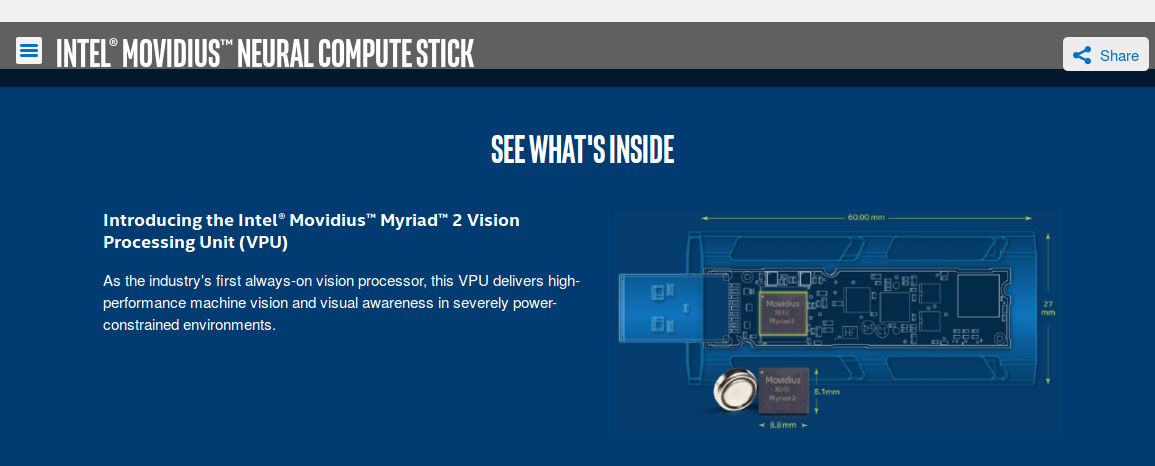 INTEL® MOVIDIUS™ NEURAL COMPUTE STICK
Share
SEE WHAT'S INSIDE
Introducing the Intel® Movidius™ Myriad™ 2 Vision
Processing Unit (VPU)
As the industry's first always-on vision processor, this VPU delivers high-
performance machine vision and visual awareness in severely power-
constrained environments.
60.00 mm
27
mm
Movidius
Myriad 2
HF
Movidius
Myriad 2
8.1mm
8.8mm